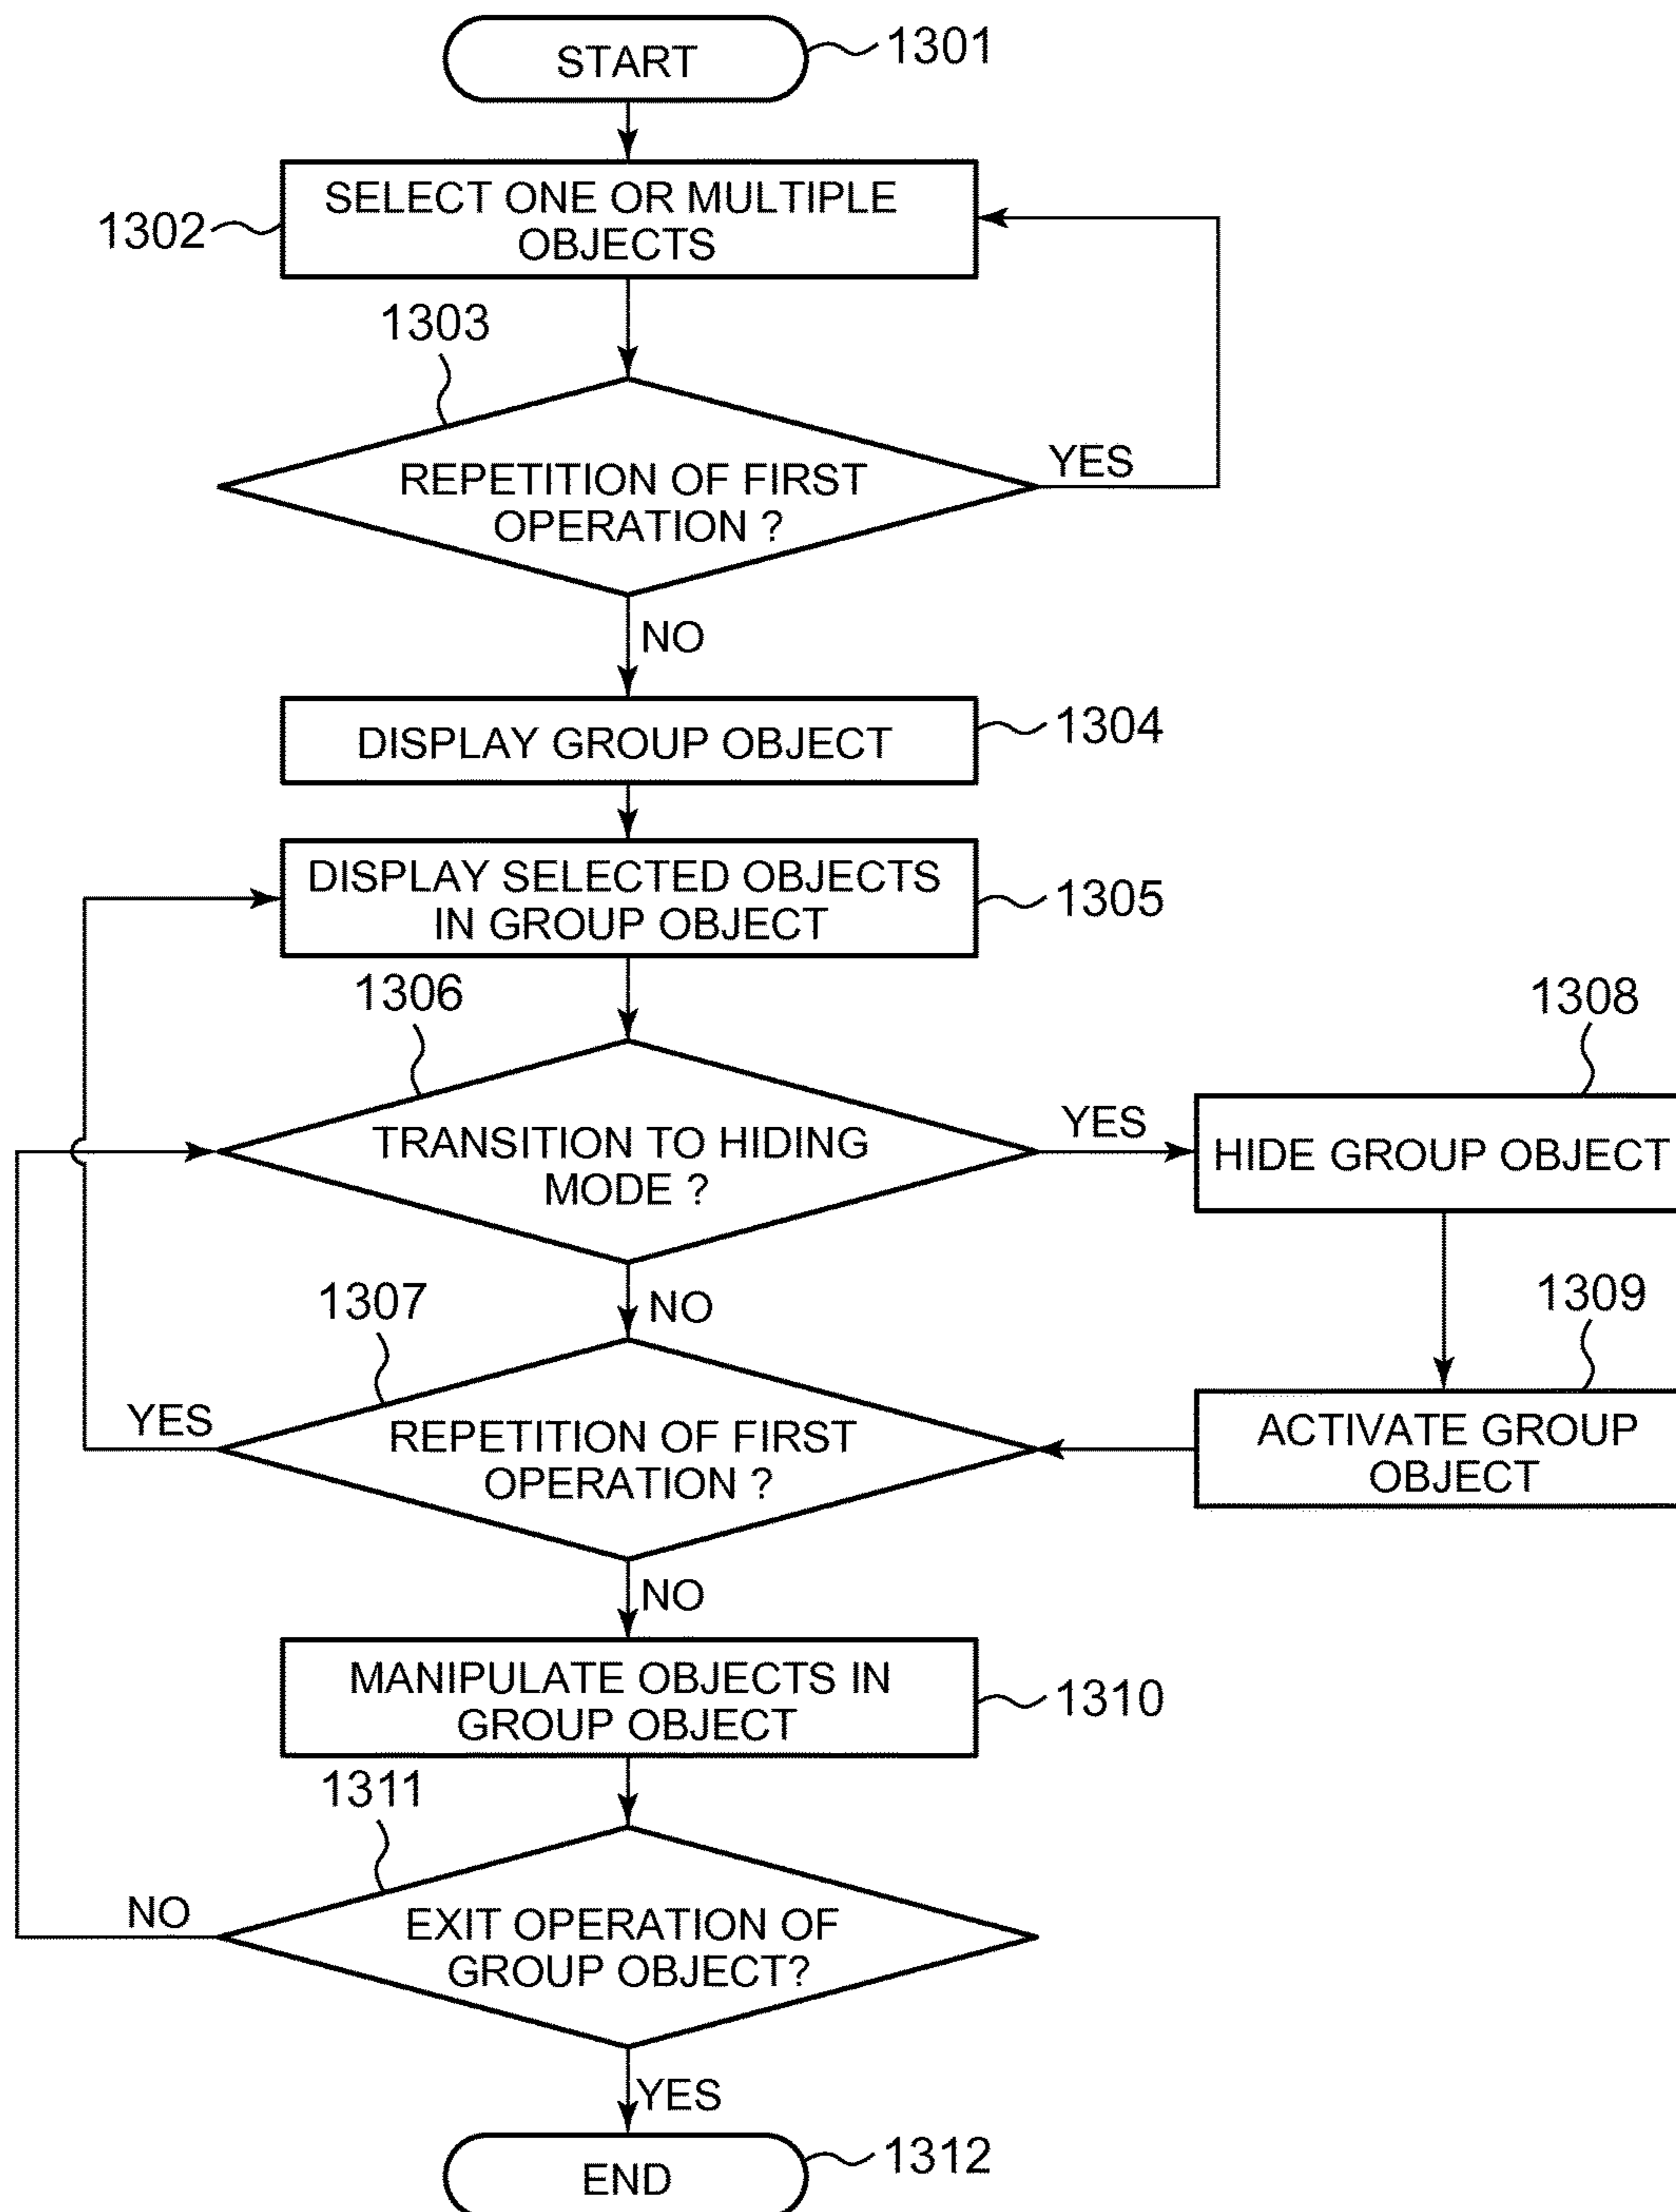 START
1301
SELECT ONE OR MULTIPLE
OBJECTS
1302
1303
REPETITION OF FIRST
OPERATION ?
YES
NO
DISPLAY GROUP OBJECT
1304
DISPLAY SELECTED OBJECTS
IN GROUP OBJECT
1305
1306
TRANSITION TO HIDING
MODE ?
YES
1308
HIDE GROUP OBJECT
NO
1307
REPETITION OF FIRST
OPERATION ?
YES
1309
ACTIVATE GROUP
OBJECT
NO
MANIPULATE OBJECTS IN
GROUP OBJECT
1310
1311
EXIT OPERATION OF
GROUP OBJECT?
NO
YES
END
1312